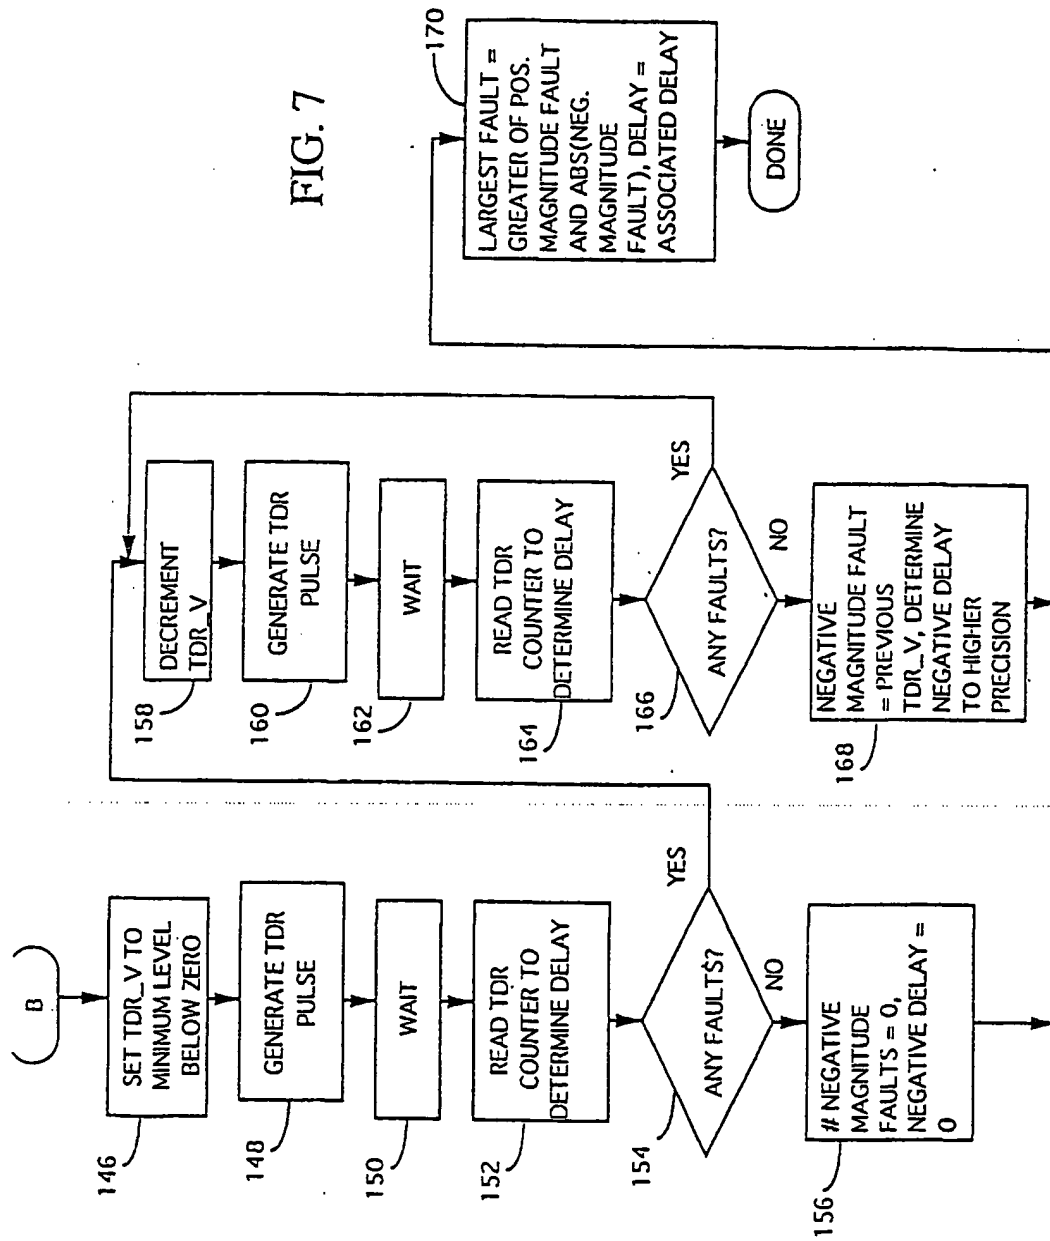 FIG. 7
B
SET TDR_V TO
MINIMUM LEVEL
BELOW ZERO
146
GENERATE TDR
PULSE
148
WAIT
150
READ TDR
COUNTER TO
DETERMINE DELAY
152
ANY FAULTS?
154
YES
NO
# NEGATIVE
MAGNITUDE
FAULTS = 0,
NEGATIVE DELAY =
0
156
DECREMENT
TDR_V
158
GENERATE TDR
PULSE
160
WAIT
162
READ TDR
COUNTER TO
DETERMINE DELAY
164
ANY FAULTS?
166
YES
NO
NEGATIVE
MAGNITUDE FAULT
= PREVIOUS
TDR_V, DETERMINE
NEGATIVE DELAY
TO HIGHER
PRECISION
168
LARGEST FAULT =
GREATER OF POS.
MAGNITUDE FAULT
AND ABS(NEG.
MAGNITUDE
FAULT), DELAY =
ASSOCIATED DELAY
170
DONE